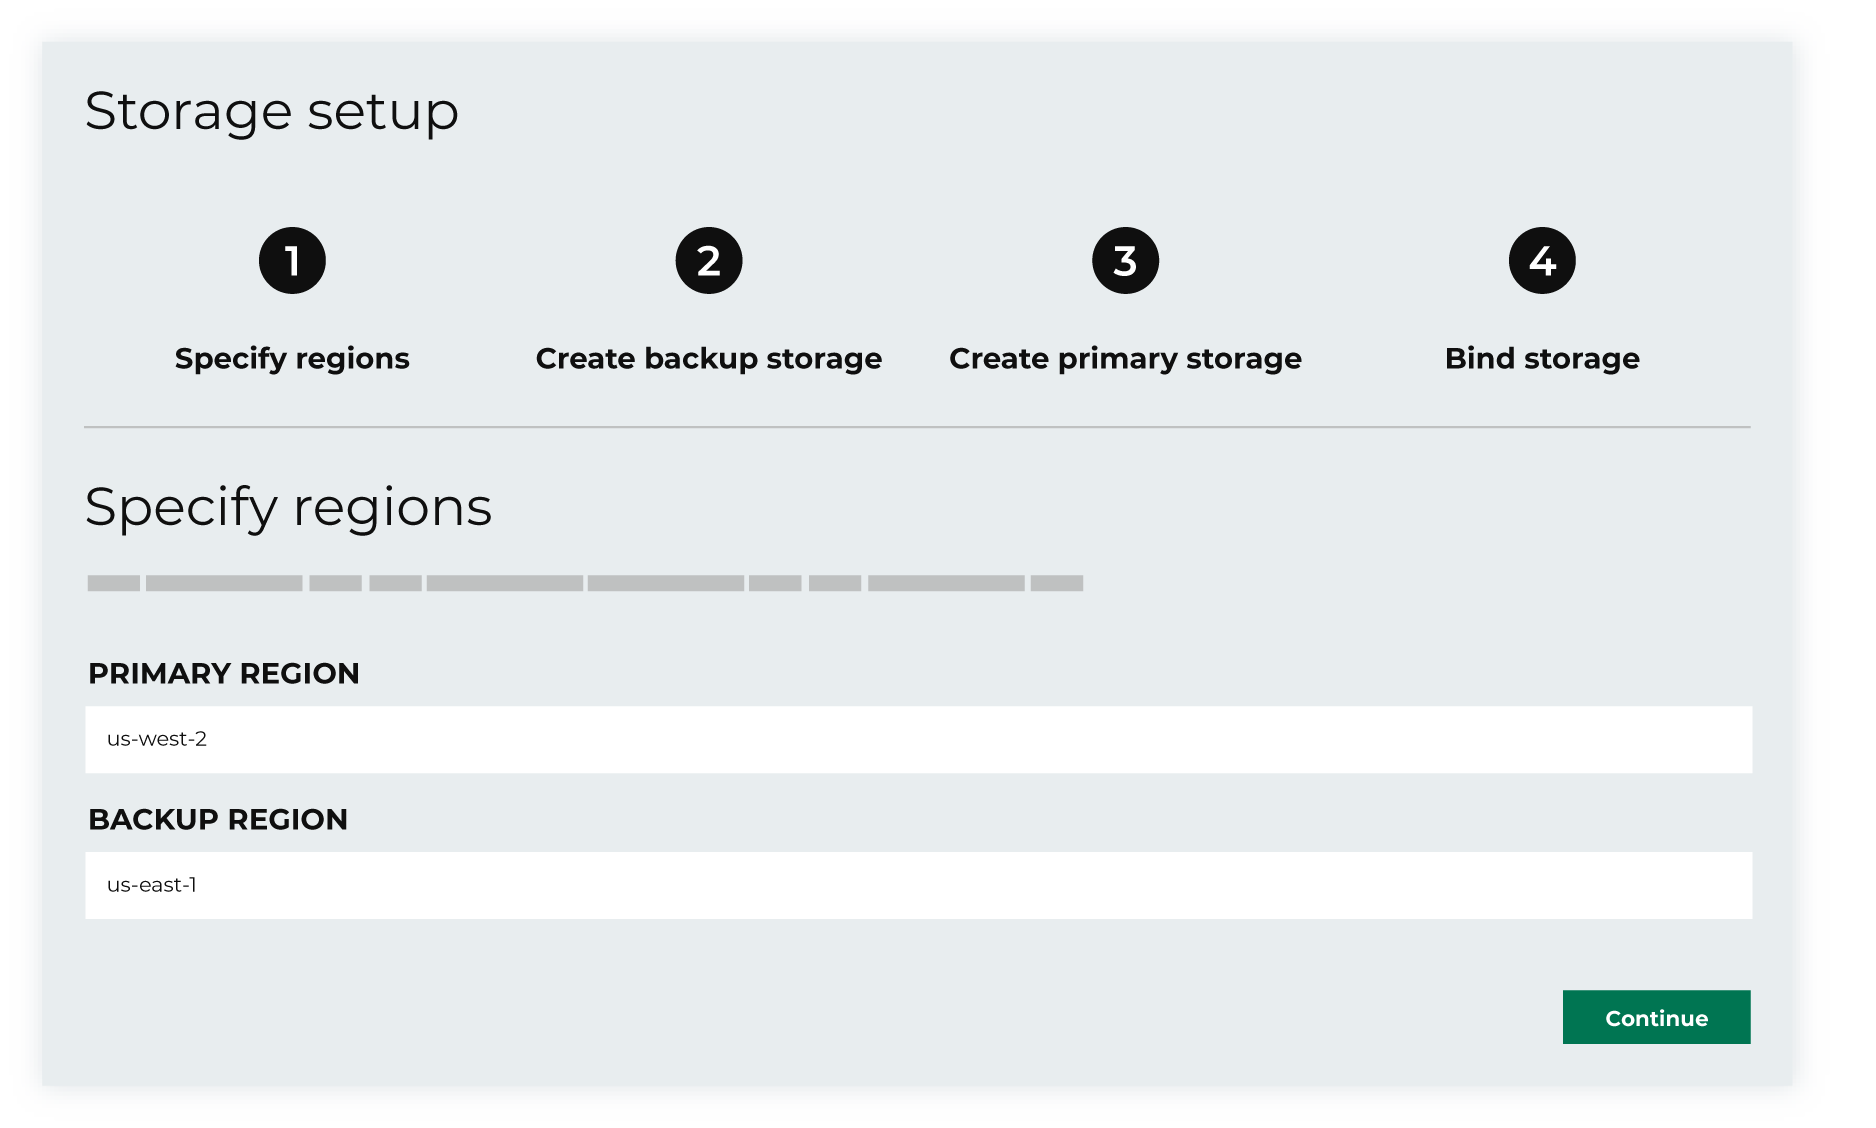 Storage setup
1 2 3 4
Specify regions Create backup storage Create primary storage Bind storage
Specify regions
PRIMARY REGION
us-west-2
BACKUP REGION
us-east-1
Continue